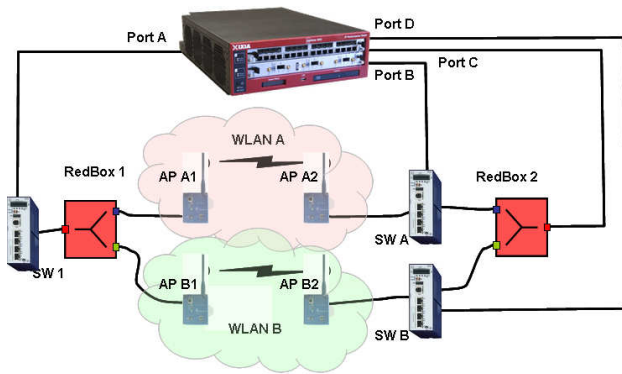 Port A
Port D
XIXIA
Port C
Port B
WLAN A
RedBox 1
AP A1
AP A2
RedBox 2
SW 1
SW A
AP B1
AP B2
WLAN B
SW B